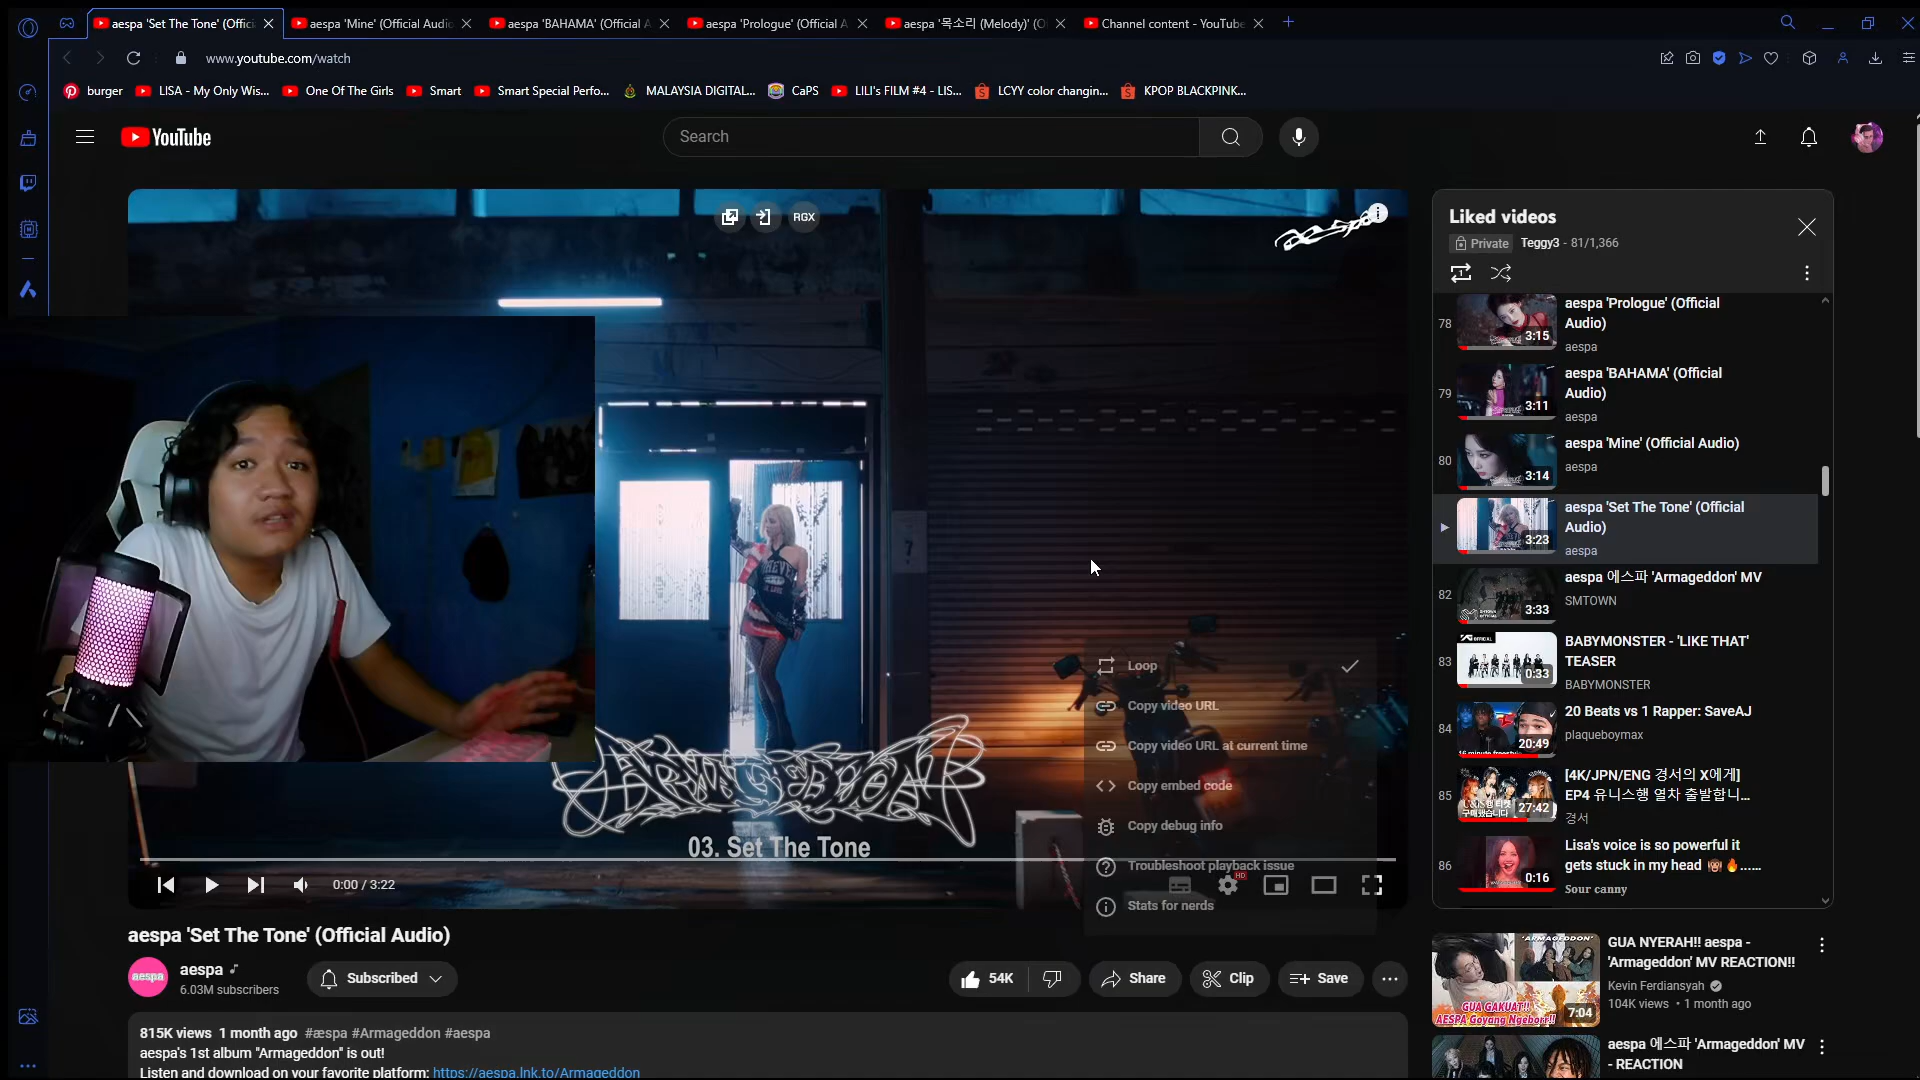 aespa 'Set The Tone' (Offici
aespa 'Mine' (Official Audio
aespa 'BAHAMA' (Official A
aespa 'Prologue' (Official A
aespa '목소리 (Melody)' (O
Channel content - YouTube
www.youtube.com/watch
burger
LISA - My Only Wis...
One Of The Girls
Smart
Smart Special Perfo...
MALAYSIA DIGITAL...
CaPS
LILI's FILM #4 - LIS...
LCYY color changin...
KPOP BLACKPINK...
YouTube
Search
RGX
aespa
ARMAGEDDON
03. Set The Tone
Loop
Copy video URL
Copy video URL at current time
Copy embed code
Copy debug info
Troubleshoot playback issue
Stats for nerds
0:00 / 3:22
HD
aespa 'Set The Tone' (Official Audio)
aespa
aespa
6.03M subscribers
Subscribed
54K
Share
Clip
Save
815K views 1 month ago #æspa #Armageddon #aespa
aespa's 1st album "Armageddon" is out!
Listen and download on your favorite platform: https://aespa.lnk.to/Armageddon
Liked videos
Private
Teggy3 - 81/1,366
78
3:15
aespa 'Prologue' (Official
Audio)
aespa
79
3:11
aespa 'BAHAMA' (Official
Audio)
aespa
80
3:14
aespa 'Mine' (Official Audio)
aespa
3:23
aespa 'Set The Tone' (Official
Audio)
aespa
82
3:33
aespa 에스파 'Armageddon' MV
SMTOWN
83
0:33
BABYMONSTER - 'LIKE THAT'
TEASER
BABYMONSTER
84
20:49
20 Beats vs 1 Rapper: SaveAJ
plaqueboymax
85
27:42
[4K/JPN/ENG 경서의 X에게]
EP4 유니스행 열차 출발합니...
경서
86
0:16
Lisa's voice is so powerful it
gets stuck in my head 🙉🔥.....
Sour canny
'ARMAGEDDON'
GUA GAKUAT!!
AESPA Goyang Ngebor!!
7:04
GUA NYERAH!! aespa -
'Armageddon' MV REACTION!!
Kevin Ferdiansyah
104K views • 1 month ago
aespa 에스파 'Armageddon' MV
- REACTION